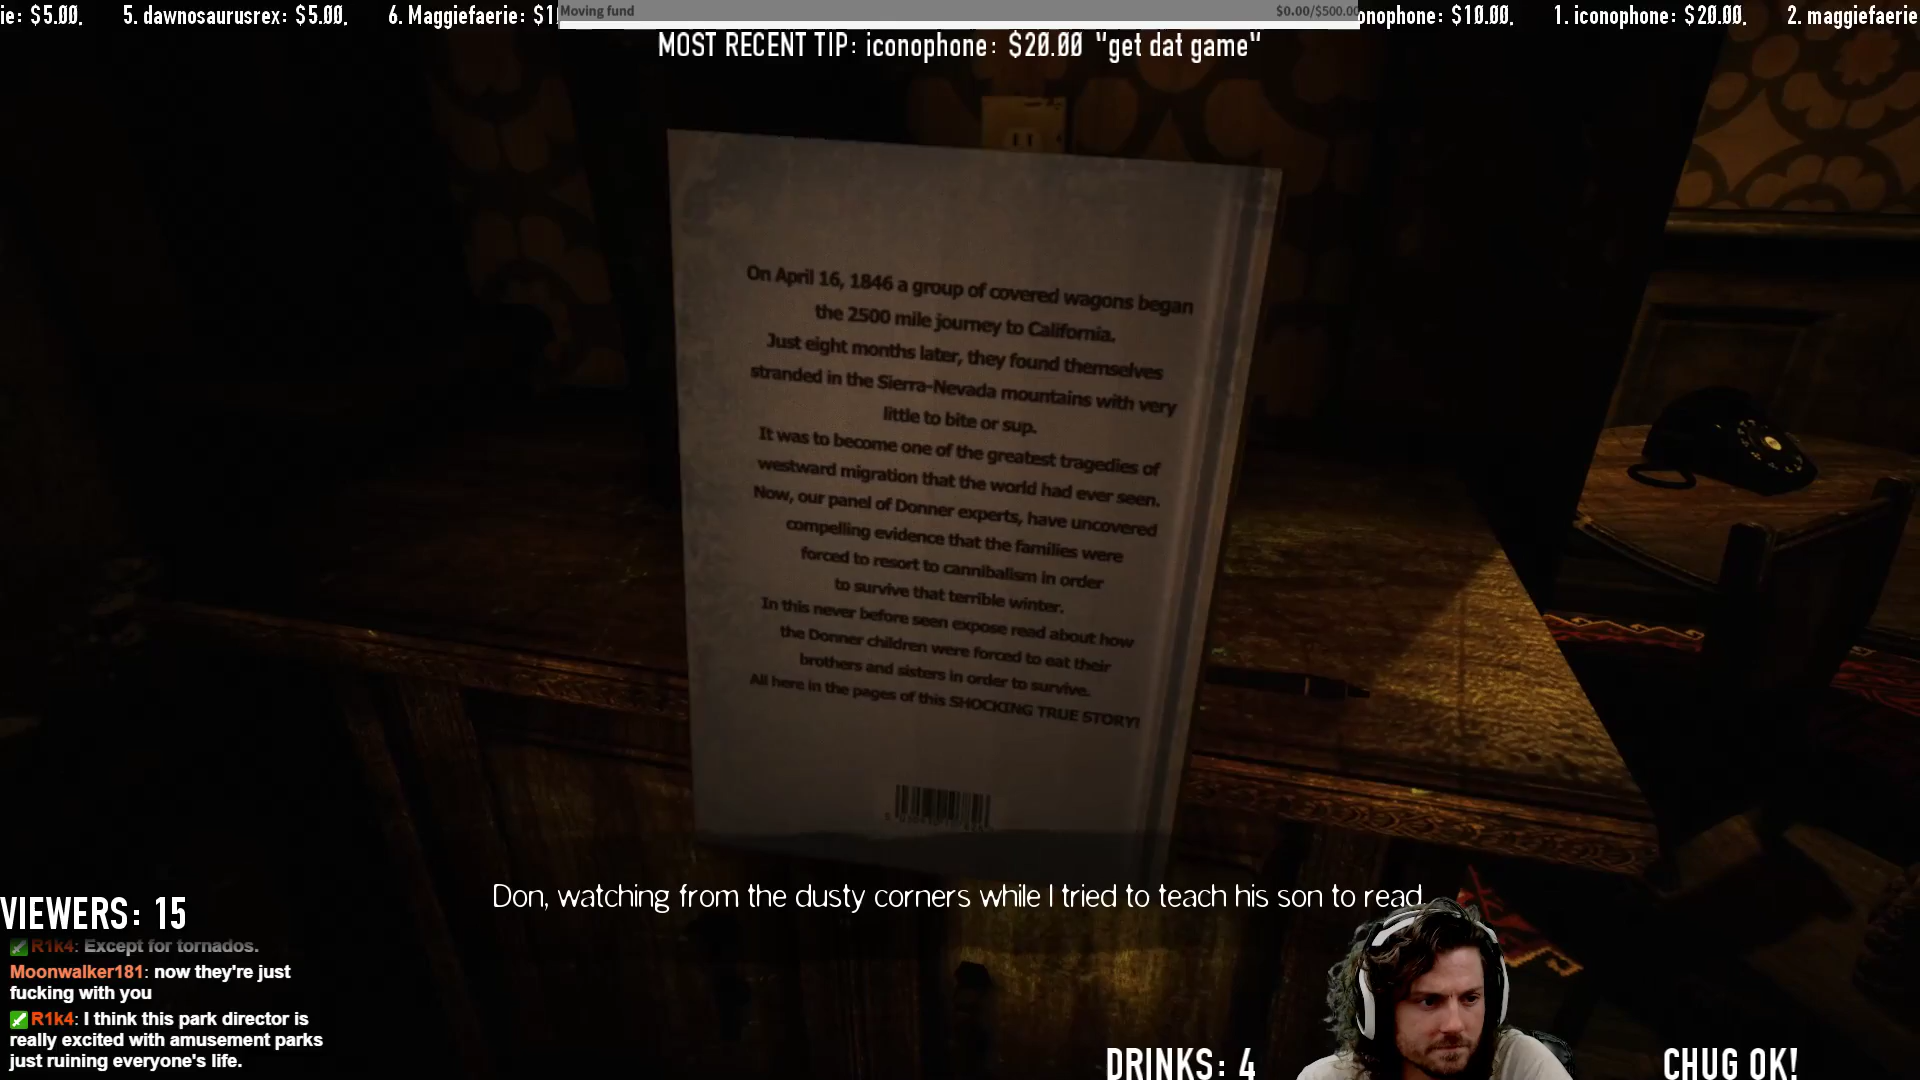 ie: $5.00. 5. dawnosaurusrex: $5.00. 6. Maggiefaerie: $1
Moving fund $0.00/$500.00
onophone: $10.00. 1. iconophone: $20.00. 2. maggiefaerie
MOST RECENT TIP: iconophone: $20.00 "get dat game"
On April 16, 1846 a group of covered wagons began
the 2500 mile journey to California.
Just eight months later, they found themselves
stranded in the Sierra-Nevada mountains with very
little to bite or sup.
It was to become one of the greatest tragedies of
westward migration that the world had ever seen.
Now, our panel of Donner experts, have uncovered
compelling evidence that the families were
forced to resort to cannibalism in order
to survive that terrible winter.
In this never before seen expose read about how
the Donner children were forced to eat their
brothers and sisters in order to survive.
All here in the pages of this SHOCKING TRUE STORY!
Don, watching from the dusty corners while I tried to teach his son to read.
VIEWERS: 15
R1k4: Except for tornados.
Moonwalker181: now they're just
fucking with you
R1k4: I think this park director is
really excited with amusement parks
just ruining everyone's life.
DRINKS: 4
CHUG OK!